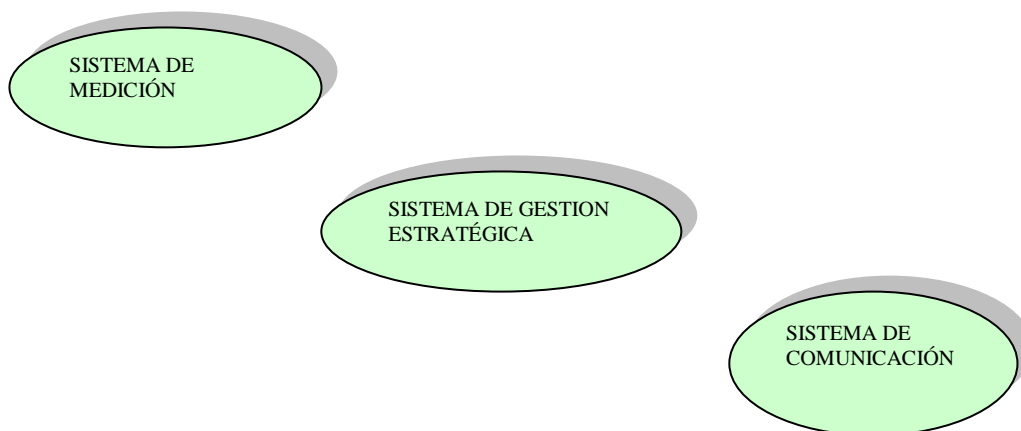 SISTEMA DE
MEDICIÓN
SISTEMA DE GESTION
ESTRATÉGICA
SISTEMA DE
COMUNICACIÓN